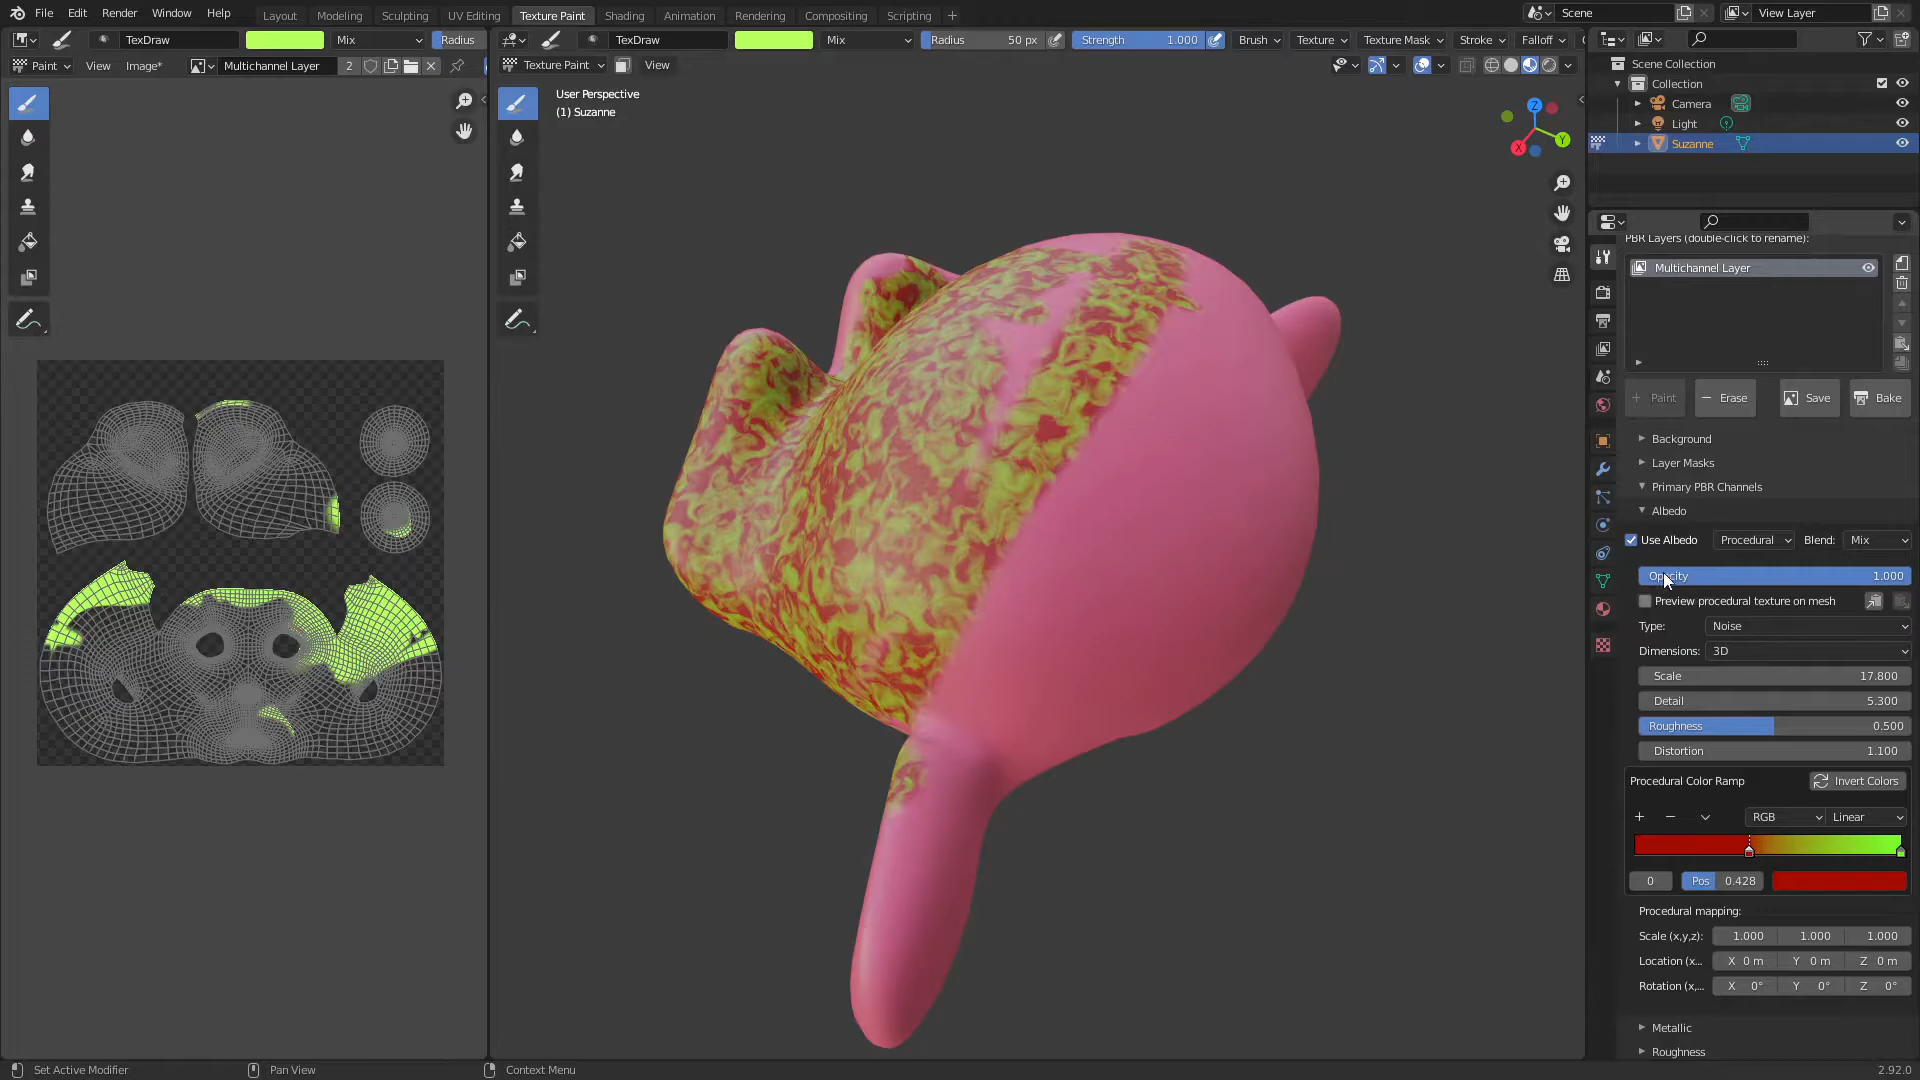 File Edit Render Window Help Layout Modeling Sculpting UV Editing Texture Paint Shading Animation Rendering Compositing Scripting + Scene View Layer
TexDraw Mix Radius
Paint View Image* Multichannel Layer 2
TexDraw Mix Radius 50 px Strength 1.000 Brush Texture Texture Mask Stroke Falloff
Texture Paint View
User Perspective
(1) Suzanne
Z
Y
X
Scene Collection
Collection
Camera
Light
Suzanne
PBR Layers (double-click to rename):
Multichannel Layer
Paint Erase Save Bake
Background
Layer Masks
Primary PBR Channels
Albedo
Use Albedo Procedural Blend: Mix
Opacity 1.000
Preview procedural texture on mesh
Type: Noise
Dimensions: 3D
Scale 17.800
Detail 5.300
Roughness 0.500
Distortion 1.100
Procedural Color Ramp Invert Colors
RGB Linear
0 Pos 0.428
Procedural mapping:
Scale (x,y,z): 1.000 1.000 1.000
Location (x... X 0 m Y 0 m Z 0 m
Rotation (x,... X 0° Y 0° Z 0°
Metallic
Roughness
Set Active Modifier Pan View Context Menu 2.92.0